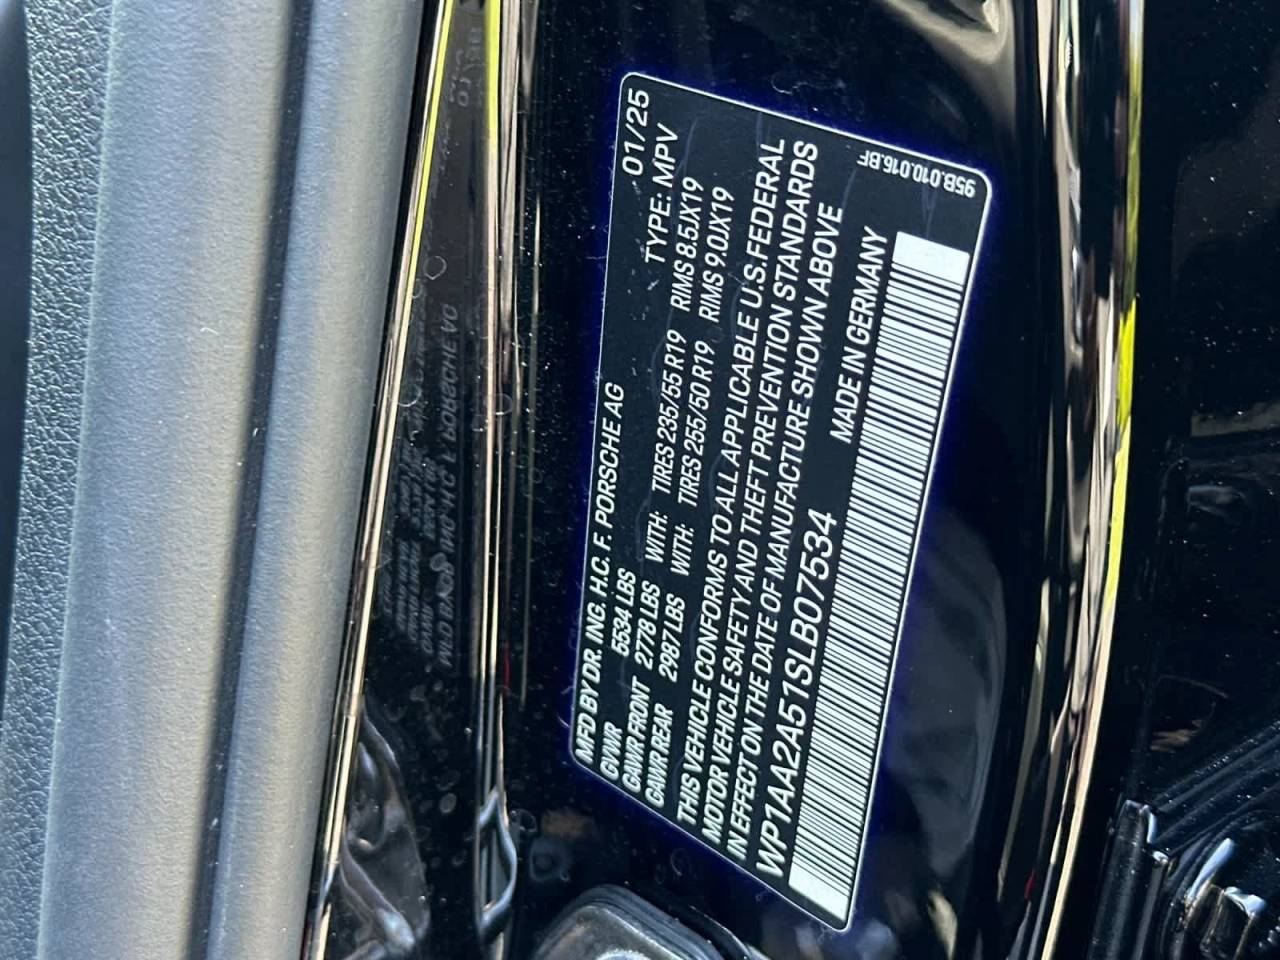 01/25
MFD BY DR. ING. H.C. F. PORSCHE AG
TYPE: MPV
GVWR 5534 LBS
GAWR FRONT 2778 LBS WITH: TIRES 235/55 R19 RIMS 8.5JX19
GAWR REAR 2987 LBS WITH: TIRES 255/50 R19 RIMS 9.0JX19
THIS VEHICLE CONFORMS TO ALL APPLICABLE U.S.FEDERAL
MOTOR VEHICLE SAFETY AND THEFT PREVENTION STANDARDS
IN EFFECT ON THE DATE OF MANUFACTURE SHOWN ABOVE
WP1AA2A51SLB07534 MADE IN GERMANY
95B.010.016.BF